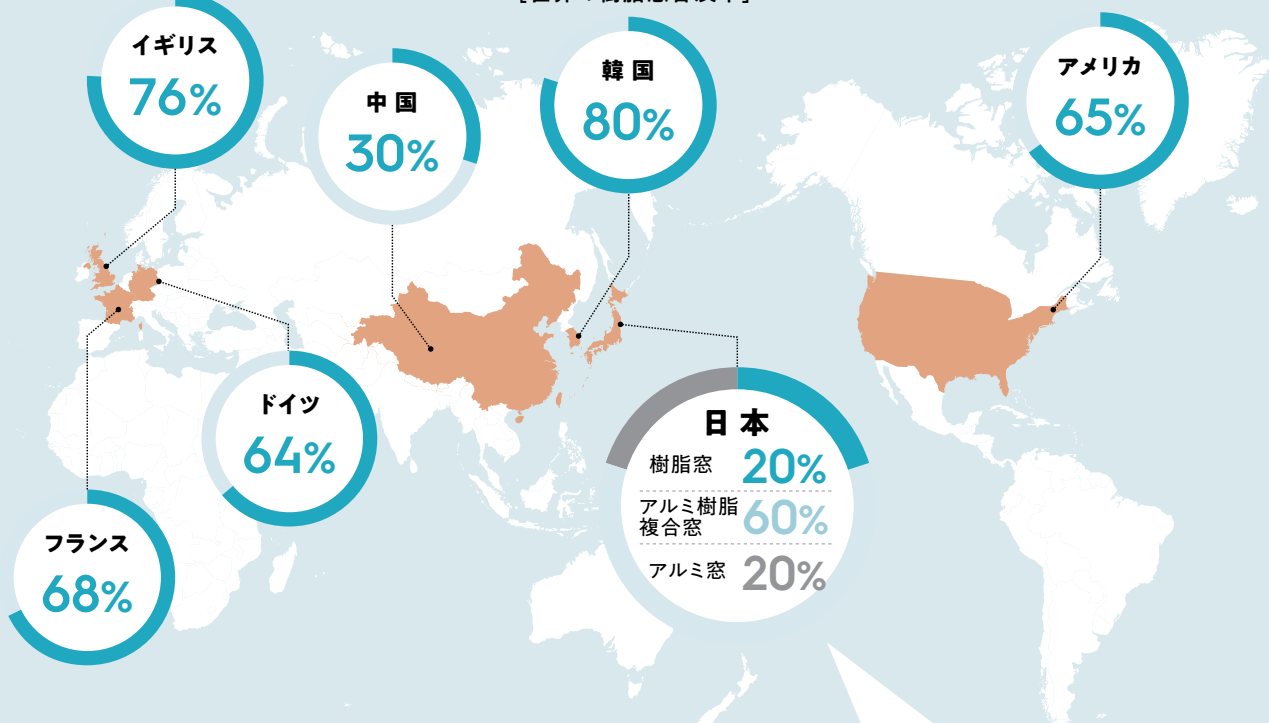 イギリス
76%
中国
30%
韓国
80%
アメリカ
65%
ドイツ
64%
フランス
68%
日本
樹脂窓 20%
アルミ樹脂
複合窓 60%
アルミ窓 20%